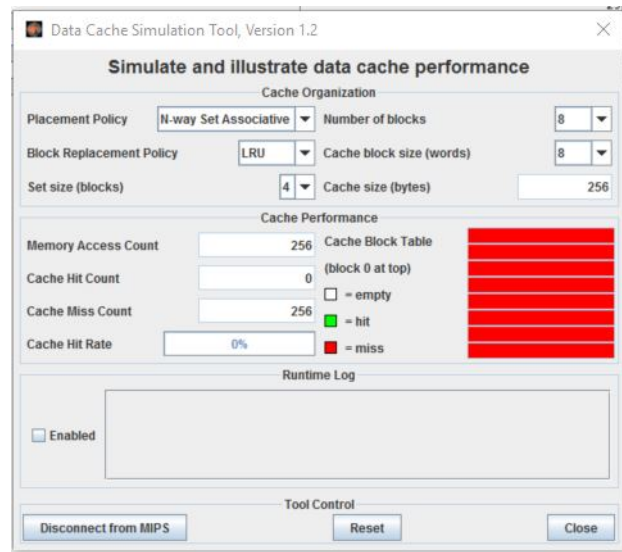 Data Cache Simulation Tool, Version 1.2
Simulate and illustrate data cache performance
Cache Organization
Placement Policy N-way Set Associative Number of blocks 8
Block Replacement Policy LRU Cache block size (words) 8
Set size (blocks) 4 Cache size (bytes) 256
Cache Performance
Memory Access Count 256 Cache Block Table
Cache Hit Count 0 (block 0 at top)
= empty
Cache Miss Count 256 = hit
Cache Hit Rate 0% = miss
Runtime Log
Enabled
Tool Control
Disconnect from MIPS Reset Close